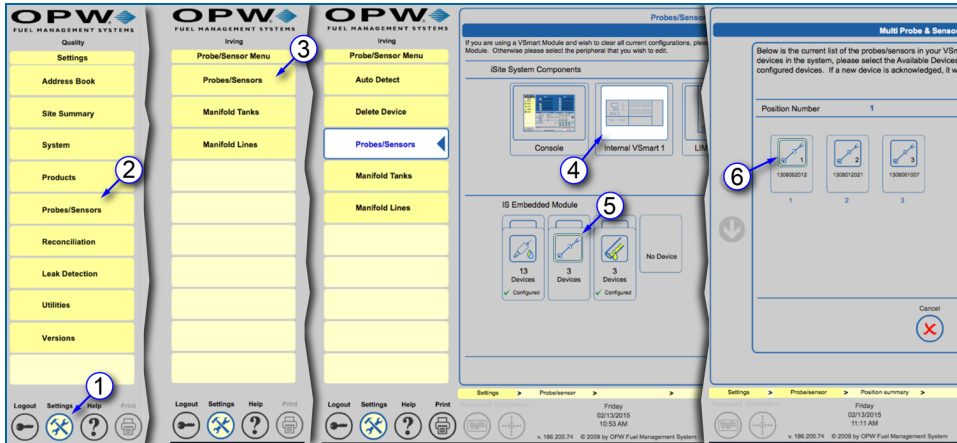 OPW
FUEL MANAGEMENT SYSTEMS
Quality
Settings
Address Book
Site Summary
System
Products
2
Probes/Sensors
Reconciliation
Leak Detection
Utilities
Versions
1
Logout Settings Help Print
OPW
FUEL MANAGEMENT SYSTEMS
Irving
Probe/Sensor Menu
3
Probes/Sensors
Manifold Tanks
Manifold Lines
Logout Settings Help Print
OPW
FUEL MANAGEMENT SYSTEMS
Irving
Probe/Sensor Menu
Auto Detect
Delete Device
Probes/Sensors
Manifold Tanks
Manifold Lines
Logout Settings Help Print
Probes/Sensor
If you are using a VSmart Module and wish to clear all current configurations, plea
Module. Otherwise please select the peripheral that you wish to edit.
iSite System Components
Console
Internal VSmart 1
LIM
4
IS Embedded Module
5
13
Devices
Configured
3
Devices
3
Devices
Configured
No Device
Settings > Probe/sensor > >
Friday
02/13/2015
10:53 AM
v. 186.200.74 © 2009 by OPW Fuel Management System
Multi Probe & Senso
Below is the current list of the probes/sensors in your VSm
devices in the system, please select the Available Devices
configured devices. If a new device is acknowledged, it w
Position Number 1
6
1 2 3
1308062012 1308012021 1308061007
1 2 3
Cancel
Settings > Probe/sensor > Position summary >
Friday
02/13/2015
11:11 AM
v. 186.200.74 © 2009 by OPW Fuel Management System